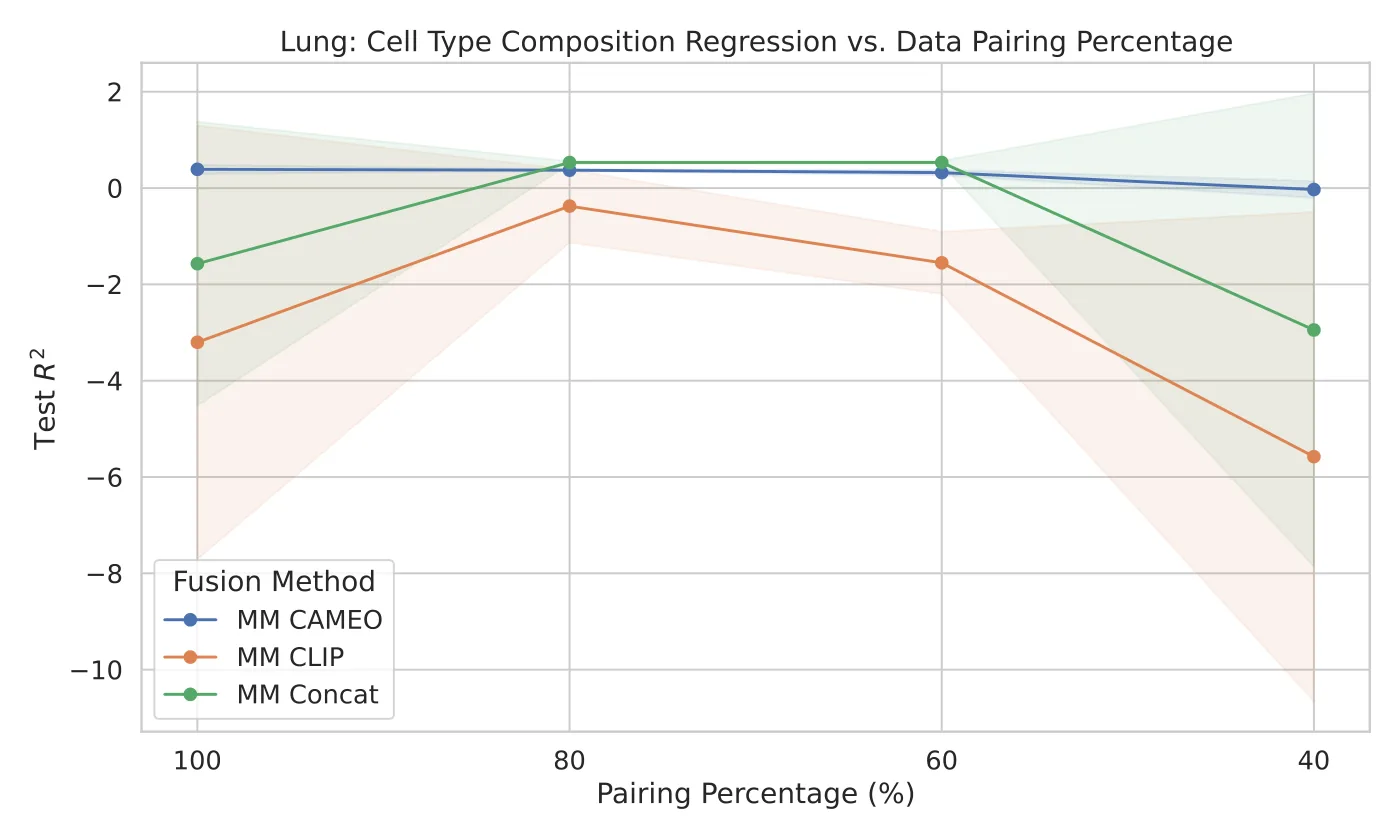 Lung: Cell Type Composition Regression vs. Data Pairing Percentage
2
0
−2
−4
−6
−8
−10
Test R²
Fusion Method
MM CAMEO
MM CLIP
MM Concat
100 80 60 40
Pairing Percentage (%)